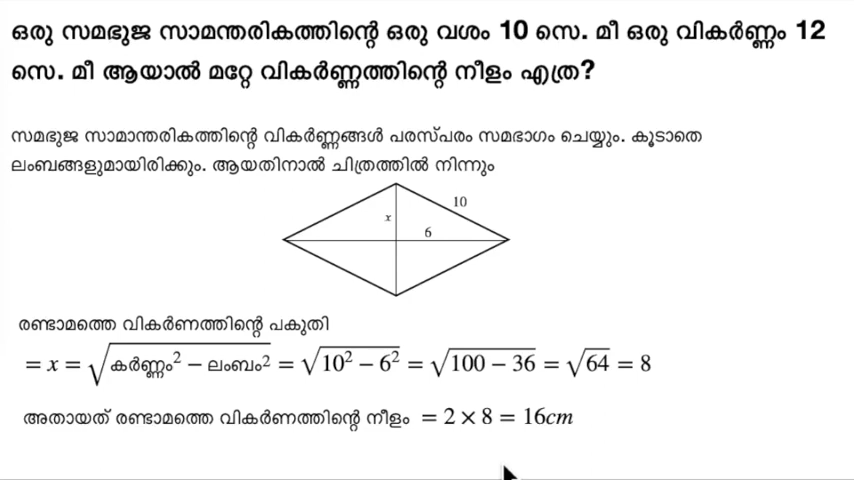 ഒരു സമഭുജ സാമന്തരികത്തിന്റെ ഒരു വശം 10 സെ. മീ ഒരു വികർണ്ണം 12
സെ. മീ ആയാൽ മറ്റേ വികർണ്ണത്തിന്റെ നീളം എത്ര?
സമഭുജ സാമാന്തരികത്തിന്റെ വികർണ്ണങ്ങൾ പരസ്പരം സമഭാഗം ചെയ്യും. കൂടാതെ
ലംബങ്ങളുമായിരിക്കും. ആയതിനാൽ ചിത്രത്തിൽ നിന്നും
10
x
6
രണ്ടാമത്തെ വികർണത്തിന്റെ പകുതി
= x = √(കർണ്ണം² − ലംബം²) = √(10² − 6²) = √(100 − 36) = √64 = 8
അതായത് രണ്ടാമത്തെ വികർണത്തിന്റെ നീളം = 2 × 8 = 16cm